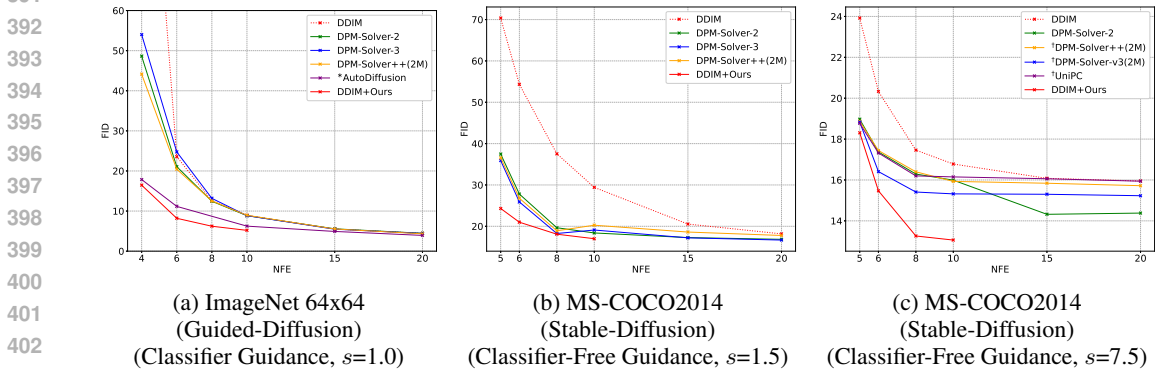 391
392
393
394
395
396
397
398
399
400
401
402
FID
60
50
40
30
20
10
0
4
6
8
10
15
20
NFE
DDIM
DPM-Solver-2
DPM-Solver-3
DPM-Solver++(2M)
*AutoDiffusion
DDIM+Ours
(a) ImageNet 64x64
(Guided-Diffusion)
(Classifier Guidance, s=1.0)
FID
70
60
50
40
30
20
5
6
8
10
15
20
NFE
DDIM
DPM-Solver-2
DPM-Solver-3
DPM-Solver++(2M)
DDIM+Ours
(b) MS-COCO2014
(Stable-Diffusion)
(Classifier-Free Guidance, s=1.5)
FID
24
22
20
18
16
14
5
6
8
10
15
20
NFE
DDIM
DPM-Solver-2
†DPM-Solver++(2M)
†DPM-Solver-v3(2M)
†UniPC
DDIM+Ours
(c) MS-COCO2014
(Stable-Diffusion)
(Classifier-Free Guidance, s=7.5)